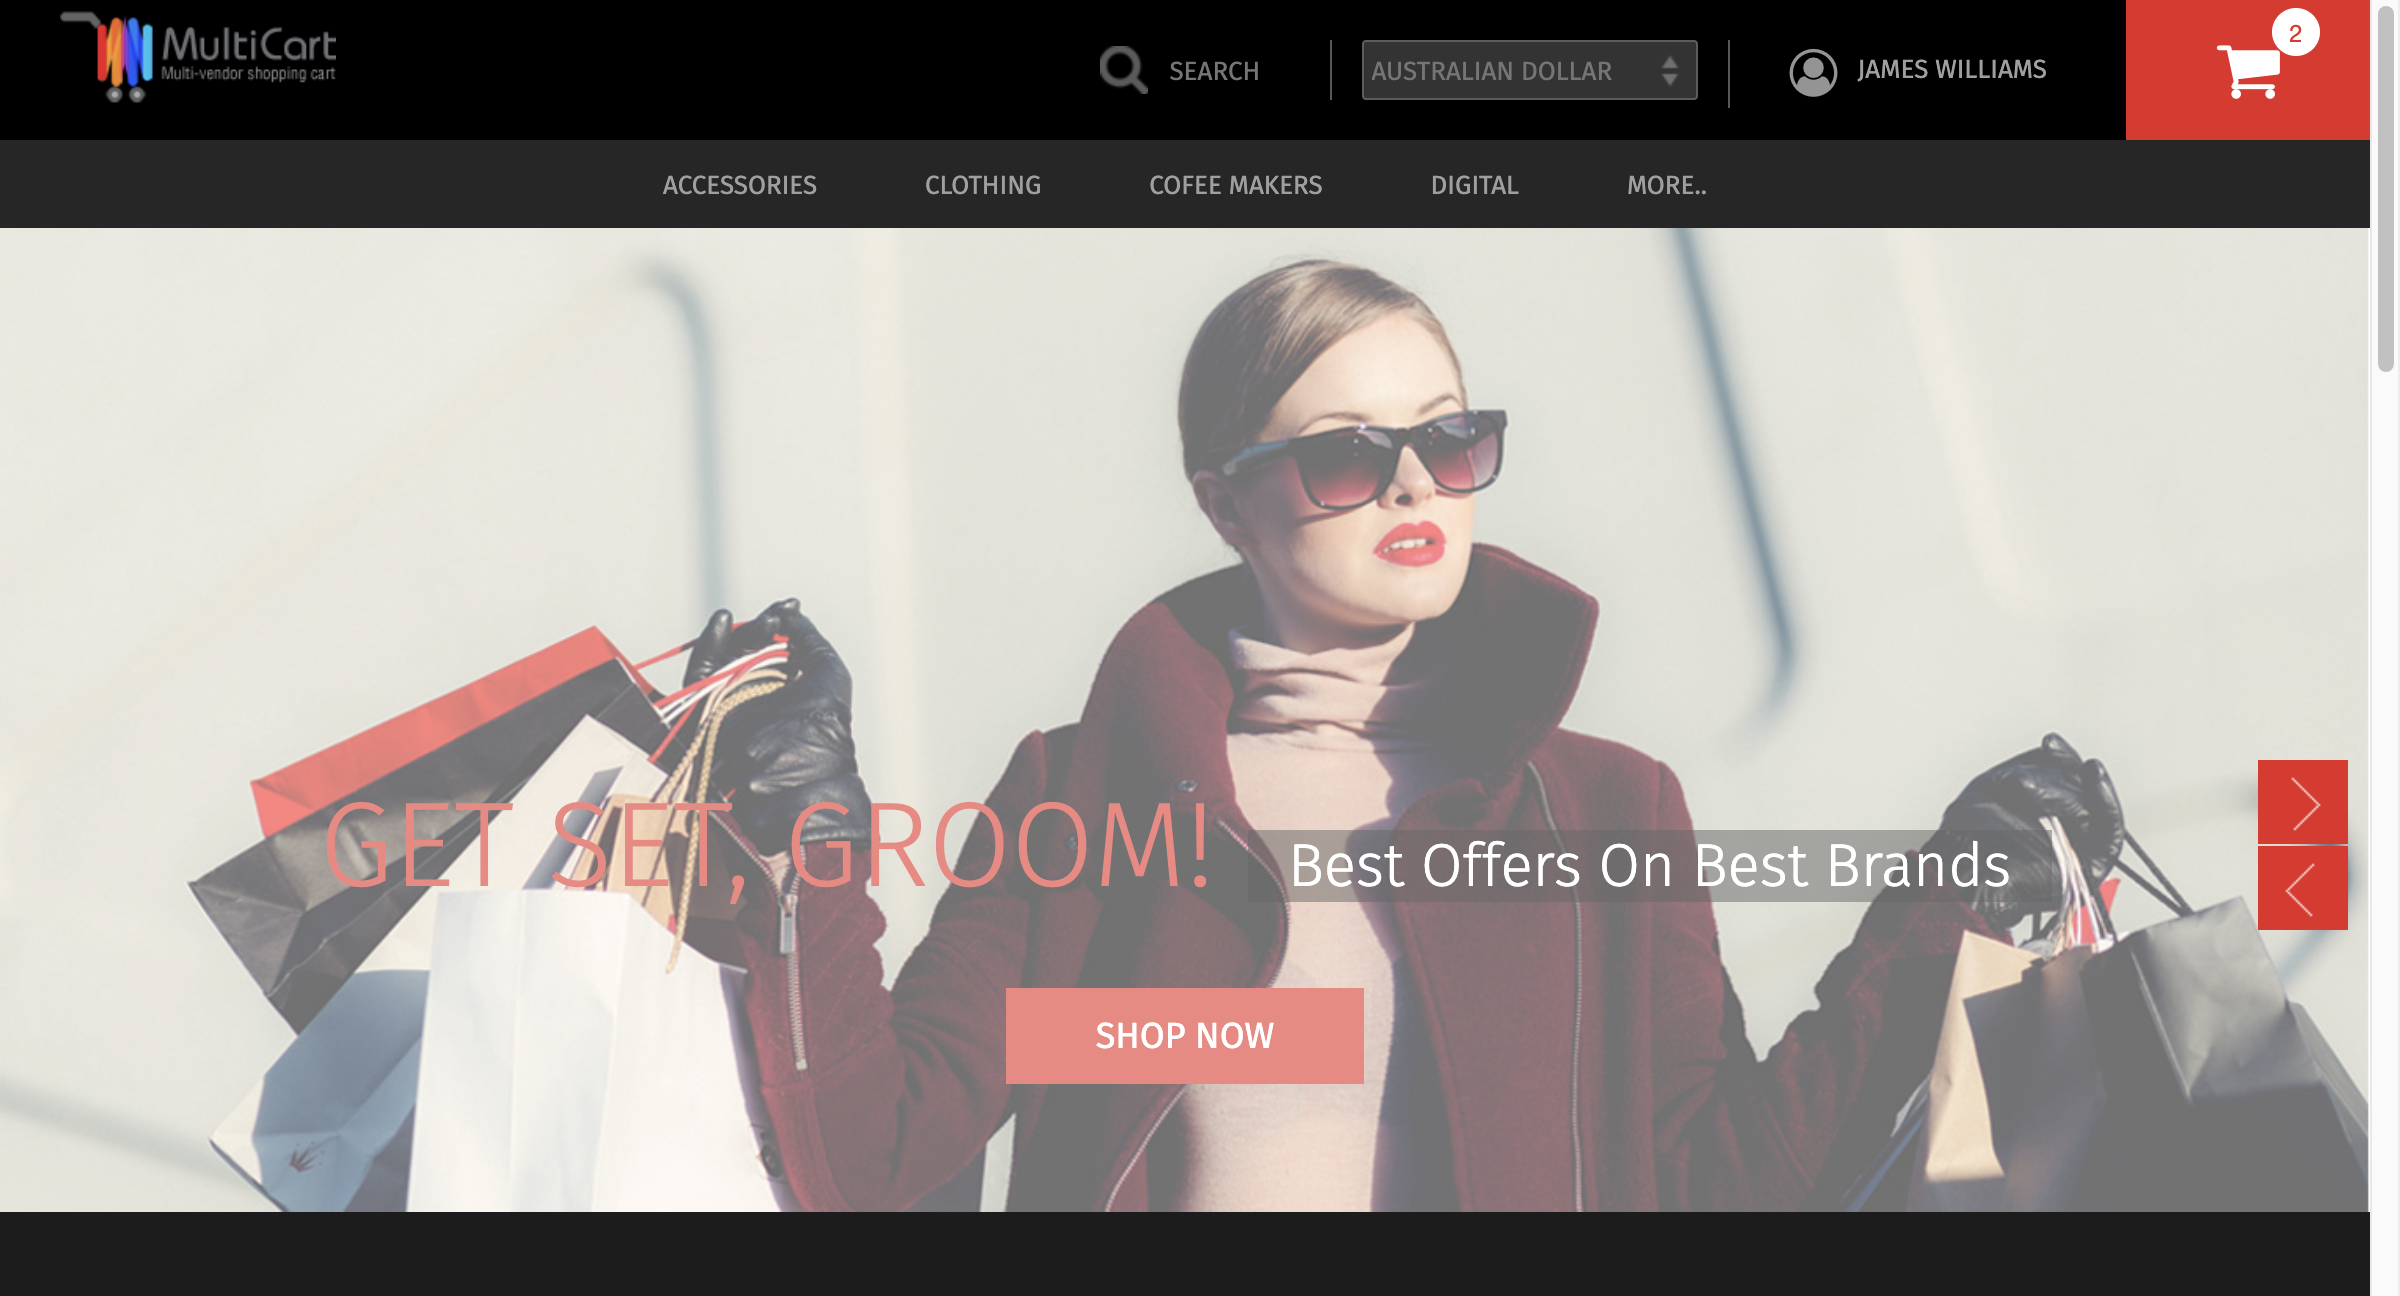 MultiCart
Multi-vendor shopping cart
SEARCH
AUSTRALIAN DOLLAR
JAMES WILLIAMS
2
ACCESSORIES
CLOTHING
COFEE MAKERS
DIGITAL
MORE..
GET SET, GROOM!
Best Offers On Best Brands
SHOP NOW